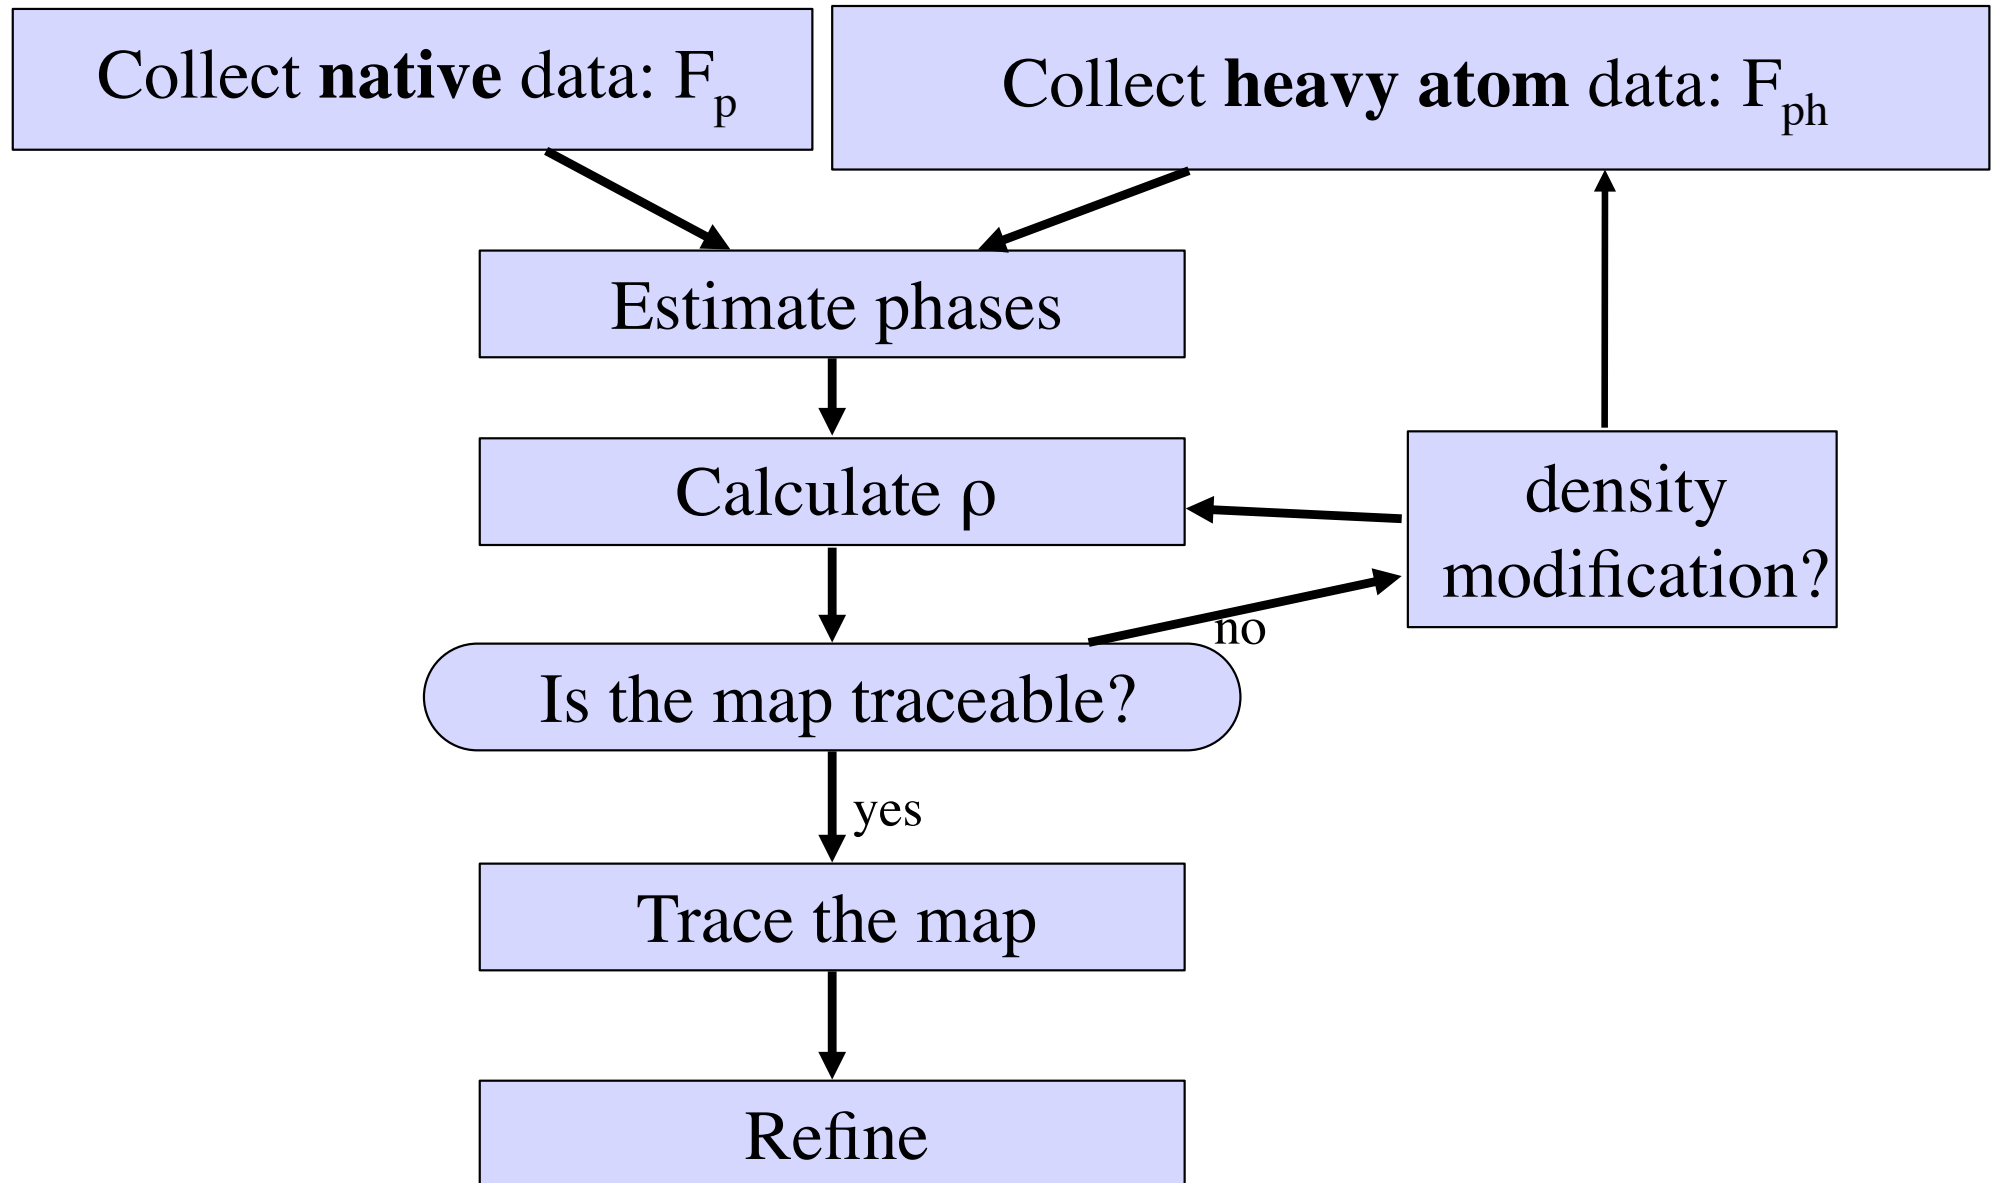 Collect native data: Fp
Collect heavy atom data: Fph
Estimate phases
Calculate ρ
density
modification?
no
Is the map traceable?
yes
Trace the map
Refine